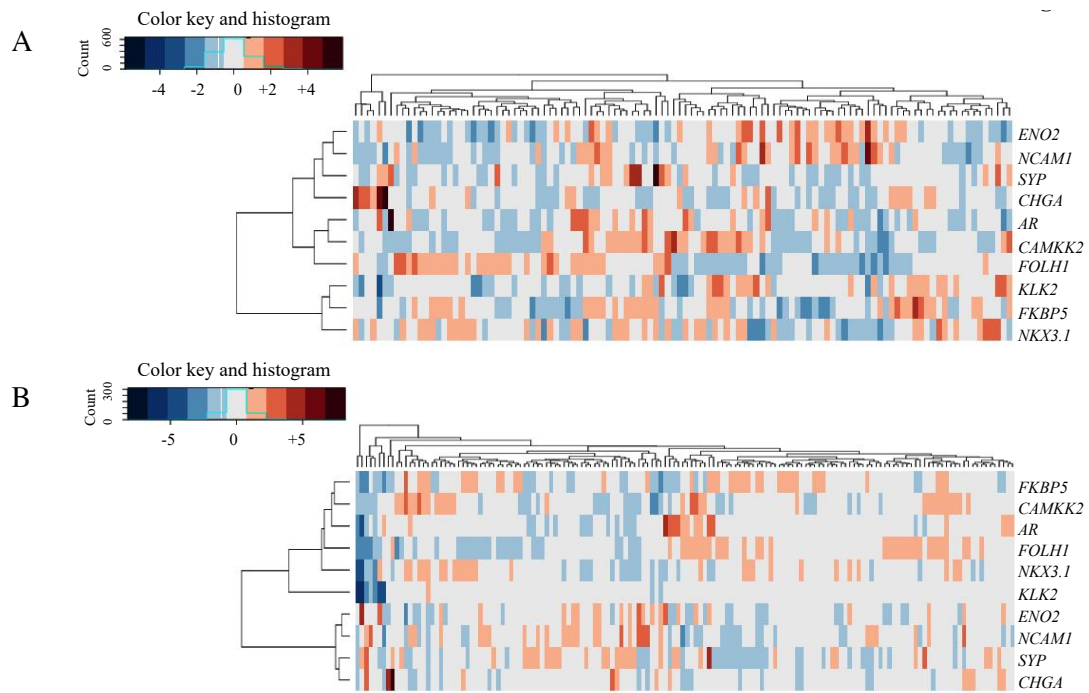 A
Color key and histogram
600
0
Count
-4 -2 0 +2 +4
ENO2
NCAM1
SYP
CHGA
AR
CAMKK2
FOLH1
KLK2
FKBP5
NKX3.1
B
Color key and histogram
300
0
Count
-5 0 +5
FKBP5
CAMKK2
AR
FOLH1
NKX3.1
KLK2
ENO2
NCAM1
SYP
CHGA